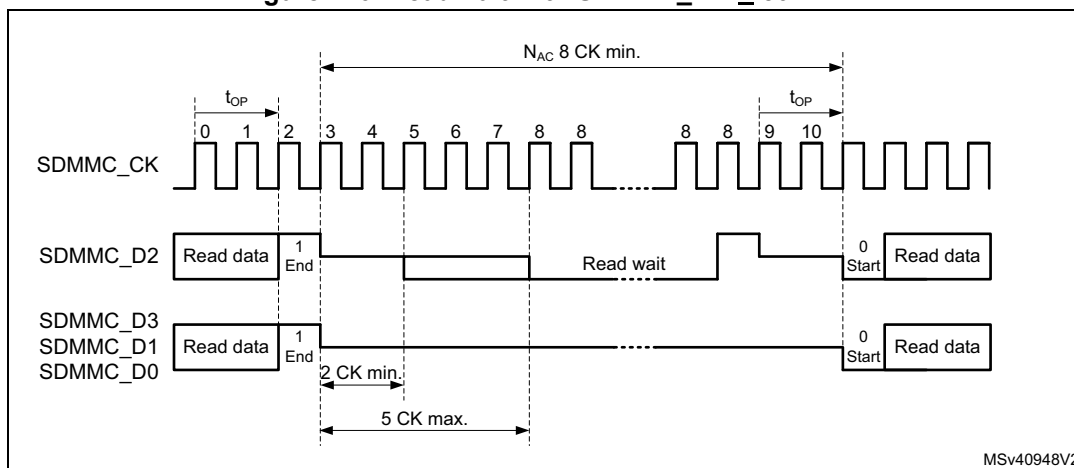 N_AC 8 CK min.
t_OP t_OP
0 1 2 3 4 5 6 7 8 8 8 8 9 10
SDMMC_CK
SDMMC_D2 Read data 1 End Read wait 0 Start Read data
SDMMC_D3
SDMMC_D1 Read data 1 End 0 Start Read data
SDMMC_D0
2 CK min.
5 CK max.
MSv40948V2